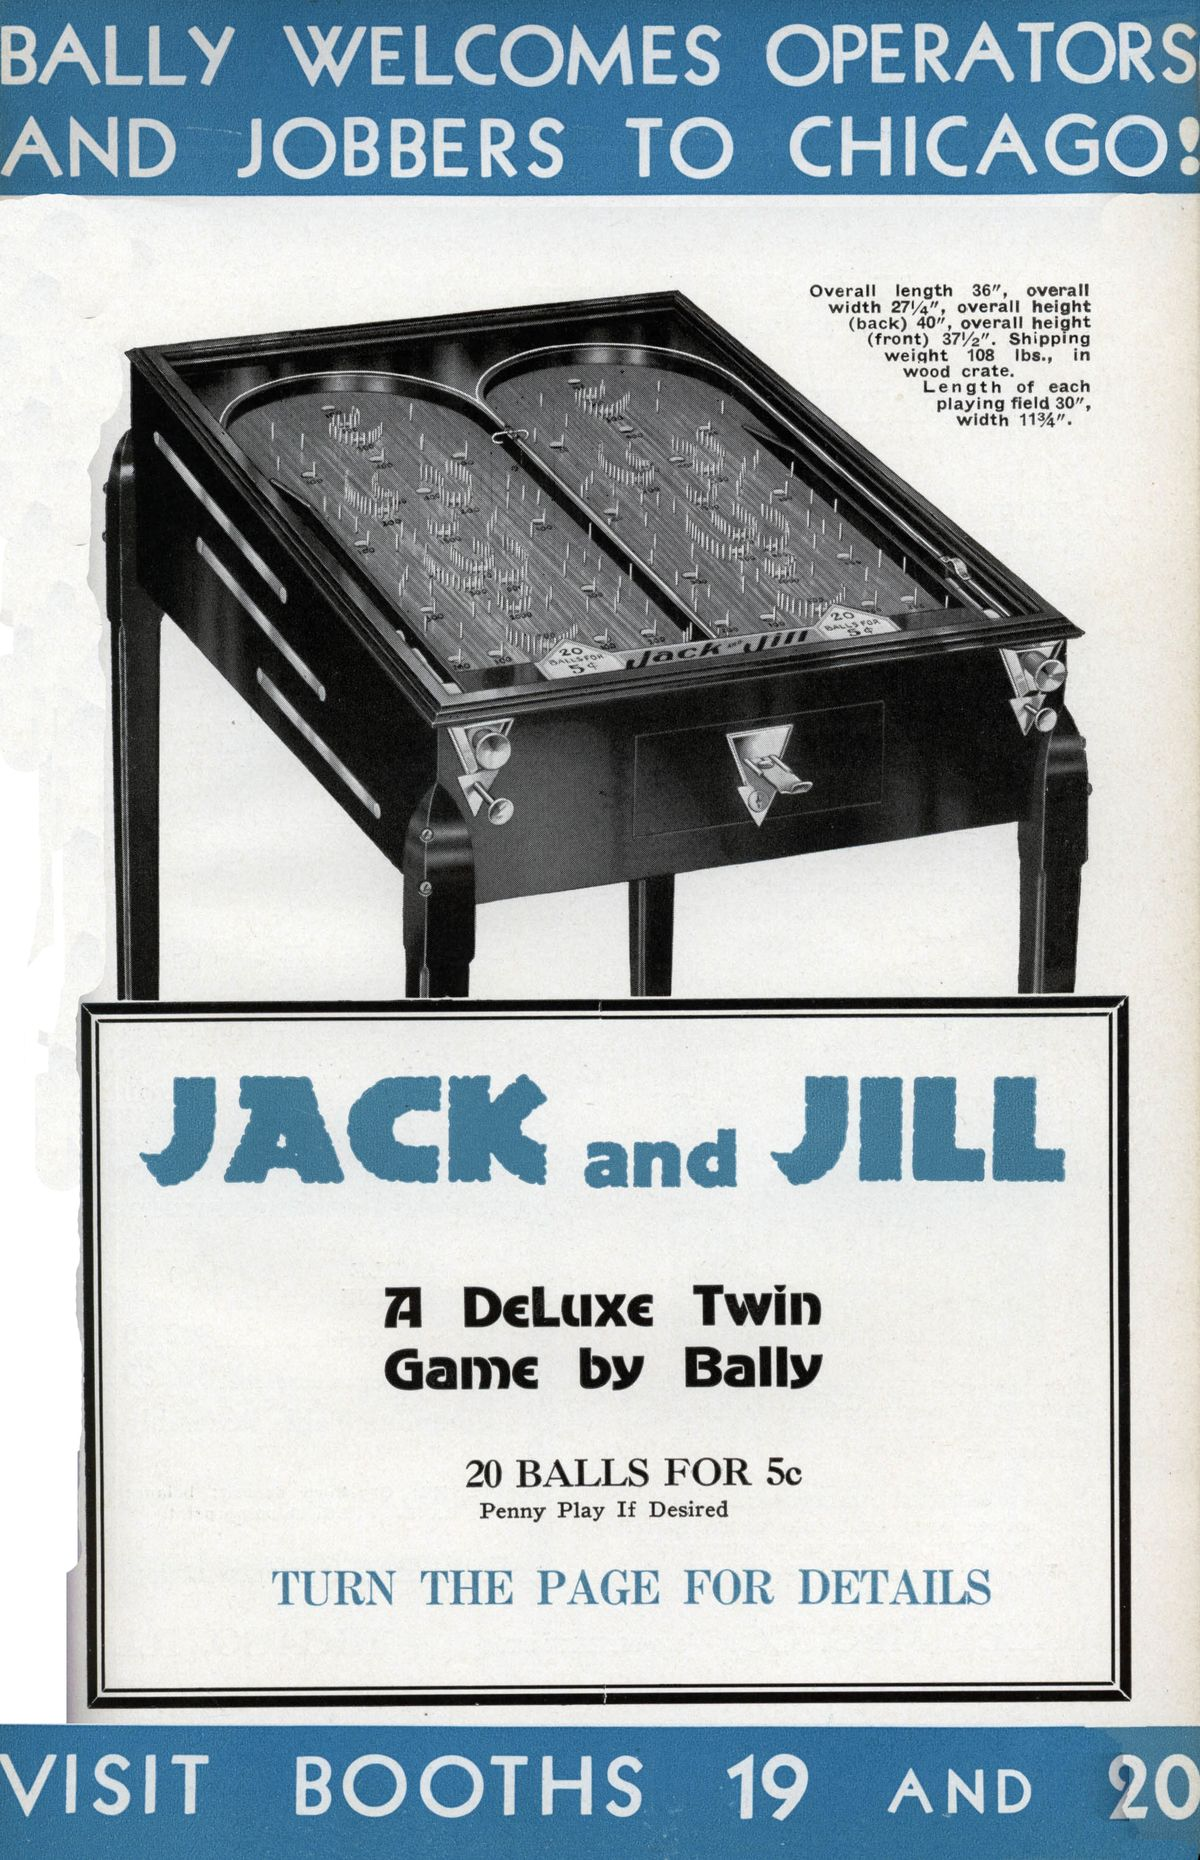 BALLY WELCOMES OPERATORS
AND JOBBERS TO CHICAGO!
Overall length 36″, overall
width 27¼″, overall height
(back) 40″, overall height
(front) 37½″. Shipping
weight 108 lbs., in
wood crate.
Length of each
playing field 30″,
width 11¾″.
20
BALLS FOR
5¢
Jack and Jill
20
BALLS FOR
5¢
JACK and JILL
A DeLuxe Twin
Game by Bally
20 BALLS FOR 5c
Penny Play If Desired
TURN THE PAGE FOR DETAILS
VISIT BOOTHS 19 AND 20